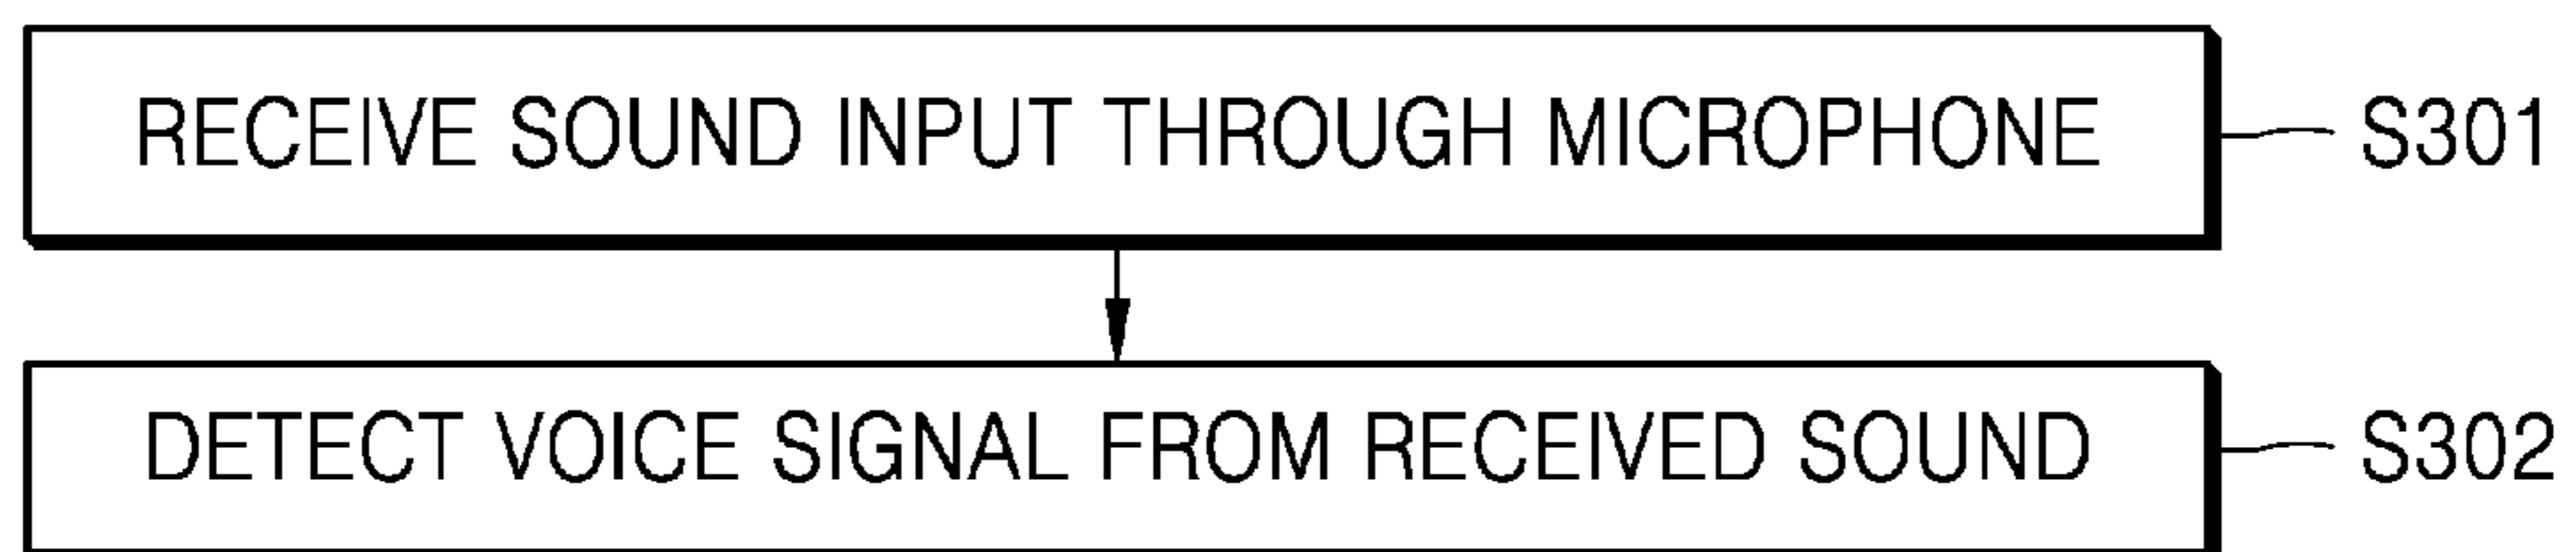 RECEIVE SOUND INPUT THROUGH MICROPHONE S301
DETECT VOICE SIGNAL FROM RECEIVED SOUND S302